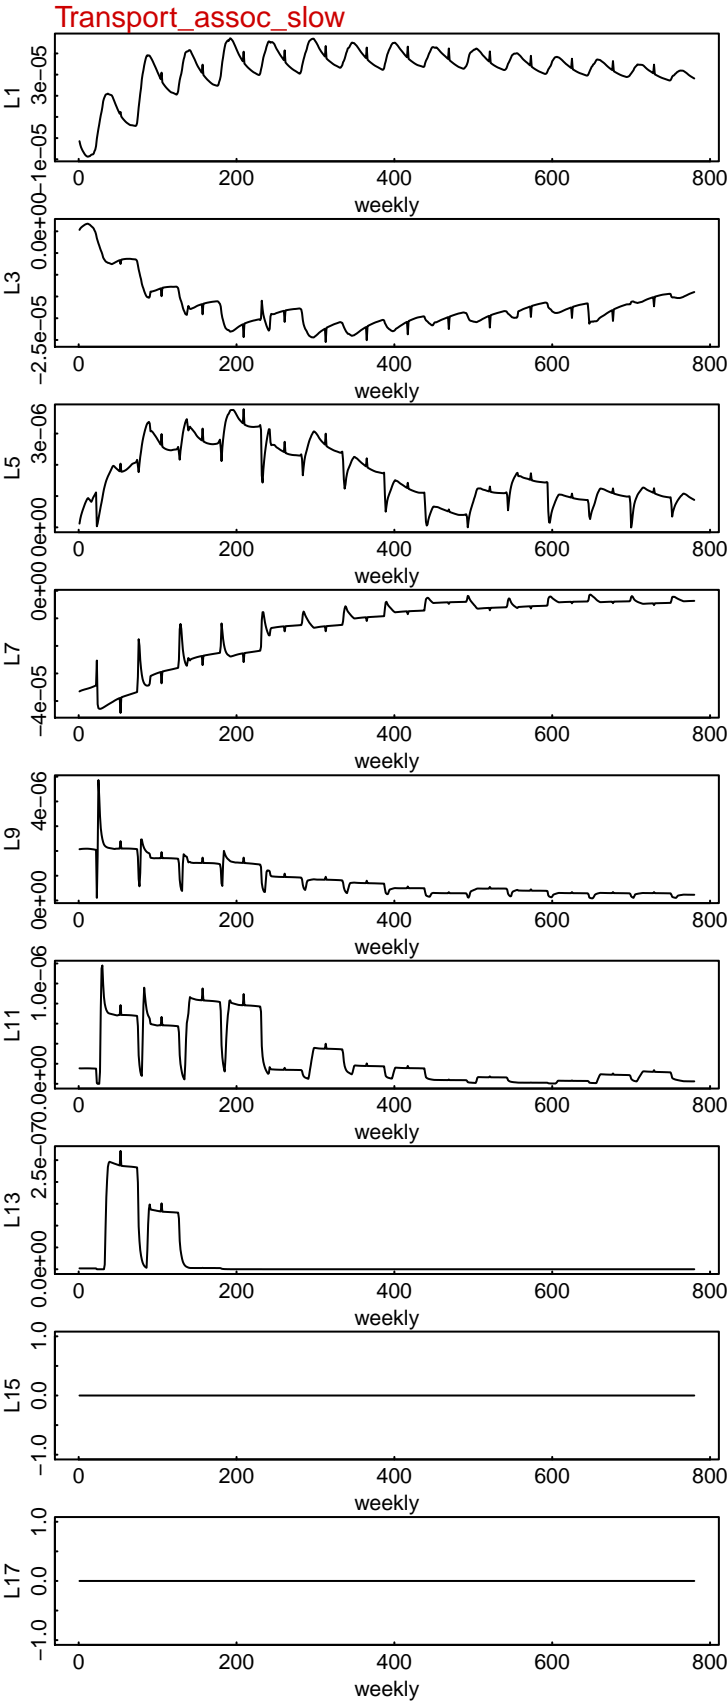 Transport_assoc_slow
L1
−1e−05 3e−05
0 200 400 600 800
weekly
L3
−2.5e−05 0.0e+00
0 200 400 600 800
weekly
L5
0e+00 3e−06
0 200 400 600 800
weekly
L7
−4e−05 0e+00
0 200 400 600 800
weekly
L9
0e+00 4e−06
0 200 400 600 800
weekly
L11
0.0e+00 1.0e−06
0 200 400 600 800
weekly
L13
0.0e+00 2.5e−07
0 200 400 600 800
weekly
L15
−1.0 0.0 1.0
0 200 400 600 800
weekly
L17
−1.0 0.0 1.0
0 200 400 600 800
weekly